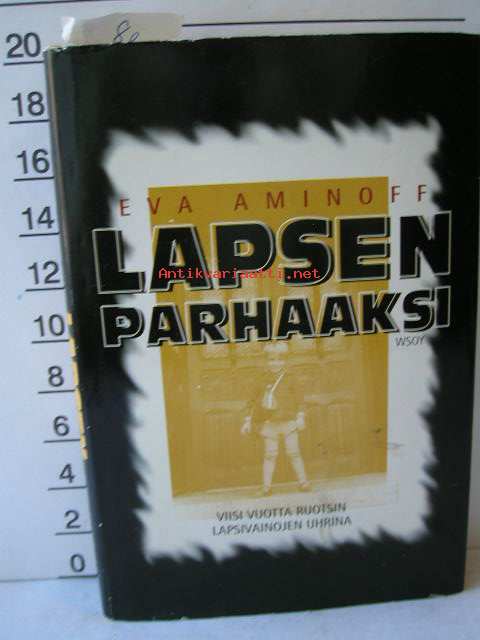 20
18
16
14
12
10
8
6
4
2
0
EVA AMINOFF
LAPSEN
Antikvariaatti.net
PARHAAKSI
WSOY
VIISI VUOTTA RUOTSIN
LAPSIVAINOJEN UHRINA